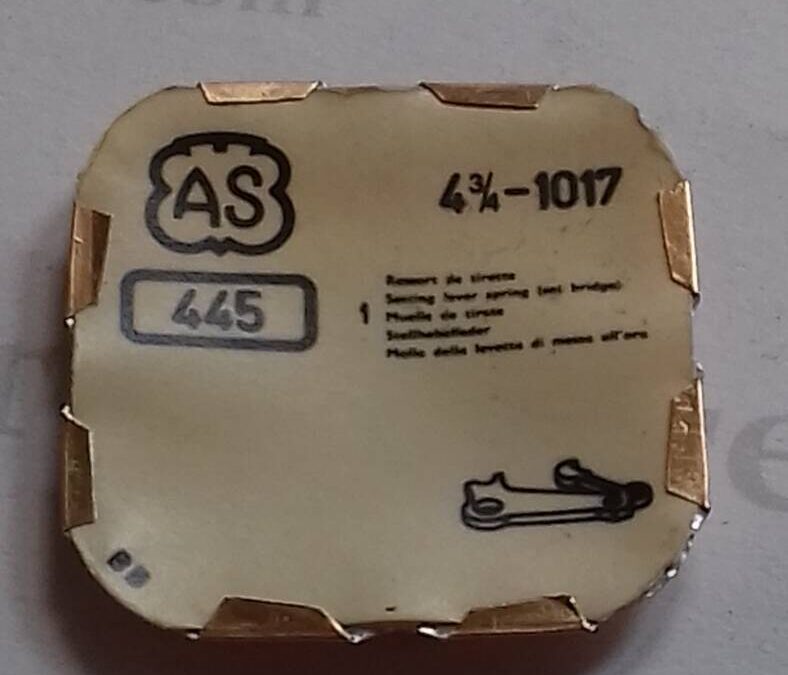 AS
4¾-1017
445
1
Ressort de tirette
Setting lever spring (set bridge)
Muelle de tirete
Stellhebelfeder
Molla della levetta di messa all'ora